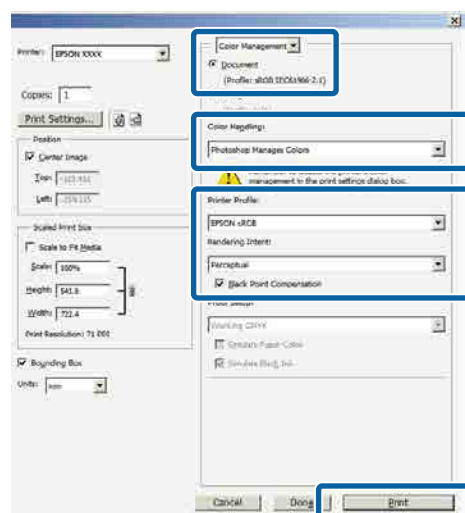 Printer: EPSON XXXX
Copies: 1
Print Settings...
Position
Center Image
Top:
Left:
Scaled Print Size
Scale to Fit Media
Scale: 100%
Height: 541.8
Width: 722.4
Print Resolution: 71 PPI
Bounding Box
Units: mm
Color Management
Document
(Profile: sRGB IEC61966-2.1)
Color Handling:
Photoshop Manages Colors
management in the print settings dialog box.
Printer Profile:
EPSON sRGB
Rendering Intent:
Perceptual
Black Point Compensation
Proof Setup:
Working CMYK
Simulate Paper Color
Simulate Black Ink
Cancel
Done
Print